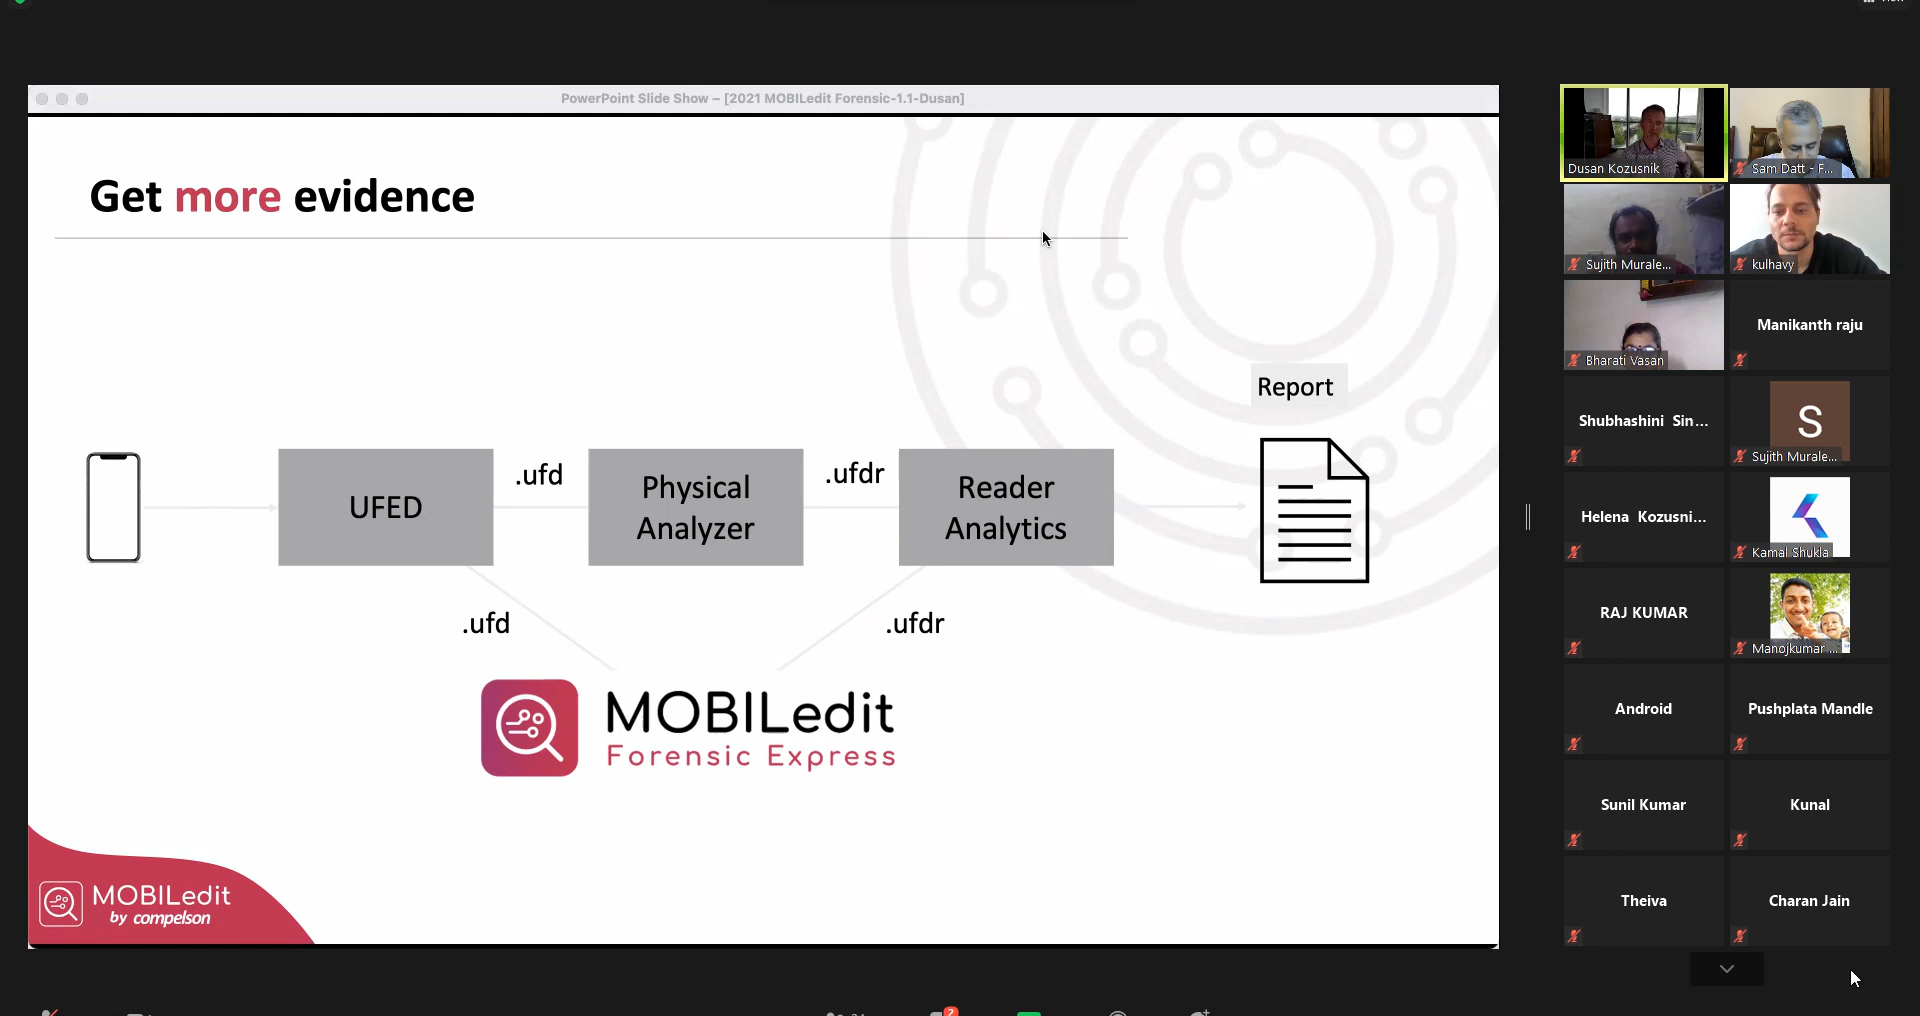 View
PowerPoint Slide Show – [2021 MOBILedit Forensic-1.1-Dusan]
Get more evidence
Report
UFED
.ufd
Physical
Analyzer
.ufdr
Reader
Analytics
.ufd
.ufdr
MOBILedit
Forensic Express
MOBILedit
by compelson
Dusan Kozusnik
Sam Datt - F...
Sujith Murale...
kulhavy
Bharati Vasan
Manikanth raju
Shubhashini Sin...
S
Sujith Murale...
Helena Kozusni...
Kamal Shukla
RAJ KUMAR
Manojkumar ...
Android
Pushplata Mandle
Sunil Kumar
Kunal
Theiva
Charan Jain
2